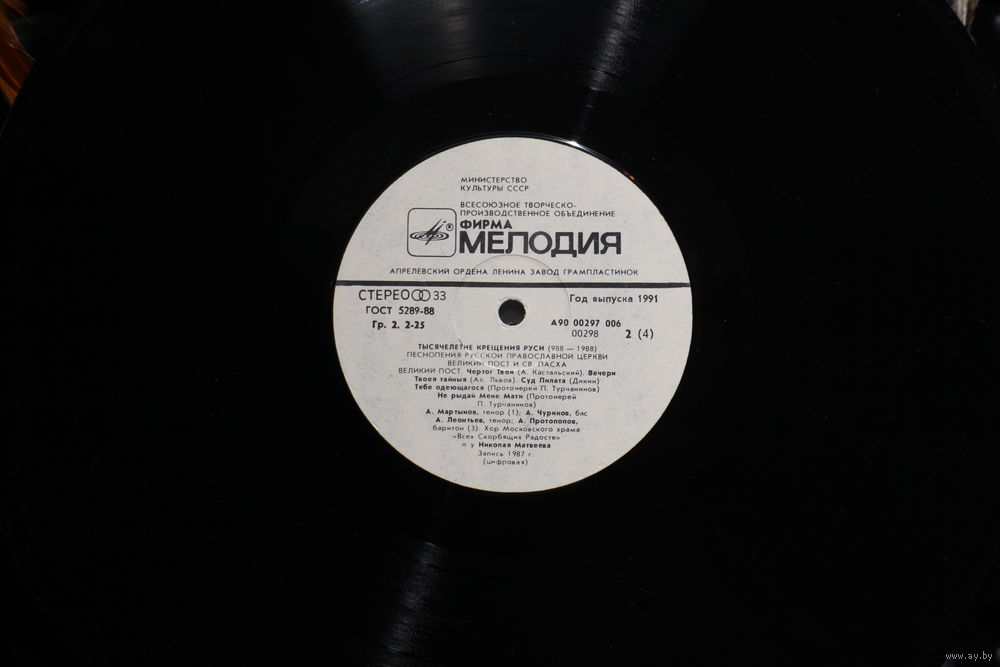 МИНИСТЕРСТВО
КУЛЬТУРЫ СССР
ВСЕСОЮЗНОЕ ТВОРЧЕСКО-
ПРОИЗВОДСТВЕННОЕ ОБЪЕДИНЕНИЕ
®
ФИРМА
МЕЛОДИЯ
АПРЕЛЕВСКИЙ ОРДЕНА ЛЕНИНА ЗАВОД ГРАМПЛАСТИНОК
СТЕРЕО 33
Год выпуска 1991
ГОСТ 5289-88
Гр. 2. 2-25
А90 00297 006
00298 2 (4)
ТЫСЯЧЕЛЕТИЕ КРЕЩЕНИЯ РУСИ (988 — 1988)
ПЕСНОПЕНИЯ РУССКОЙ ПРАВОСЛАВНОЙ ЦЕРКВИ
ВЕЛИКИЙ ПОСТ И СВ. ПАСХА
ВЕЛИКИЙ ПОСТ. Чертог Твой (А. Кастальский). Вечери
Твоея тайныя (Ал. Львов). Суд Пилата (Дикин)
Тебе одеющагося (Протоиерей П. Турчанинов)
Не рыдай Мене Мати (Протоиерей
П. Турчанинов)
А. Мартынов, тенор (1); А. Чуриков, бас
А. Леонтьев, тенор; А. Протопопов,
баритон (3). Хор Московского храма
«Всех Скорбящих Радосте»
п/у Николая Матвеева
Запись 1987 г.
(цифровая)
www.ay.by